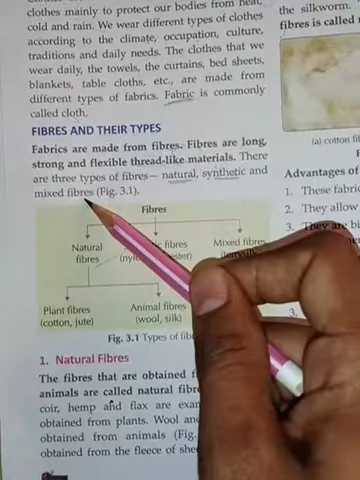 clothes mainly to protect our bodies from heat,
cold and rain. We wear different types of clothes
according to the climate, occupation, culture,
traditions and daily needs. The clothes that we
wear daily, the towels, the curtains, bed sheets,
blankets, table cloths, etc., are made from
different types of fabrics. Fabric is commonly
called cloth.
FIBRES AND THEIR TYPES
Fabrics are made from fibres. Fibres are long,
strong and flexible thread-like materials. There
are three types of fibres— natural, synthetic and
mixed fibres (Fig. 3.1).
Fibres
Natural
fibres
fibres
Mixed fibres
Plant fibres
(cotton, jute)
Animal fibres
(wool, silk)
Fig. 3.1 Types of
1. Natural Fibres
The fibres that are obtained
animals are called natural
coir, hemp and flax are
obtained from plants. Wool and
obtained from animals (Fig.
obtained from the fleece of
the silkworm.
fibres is called
(a) cotton
Advantages of
1. These
2. They allow
3. They are
3.